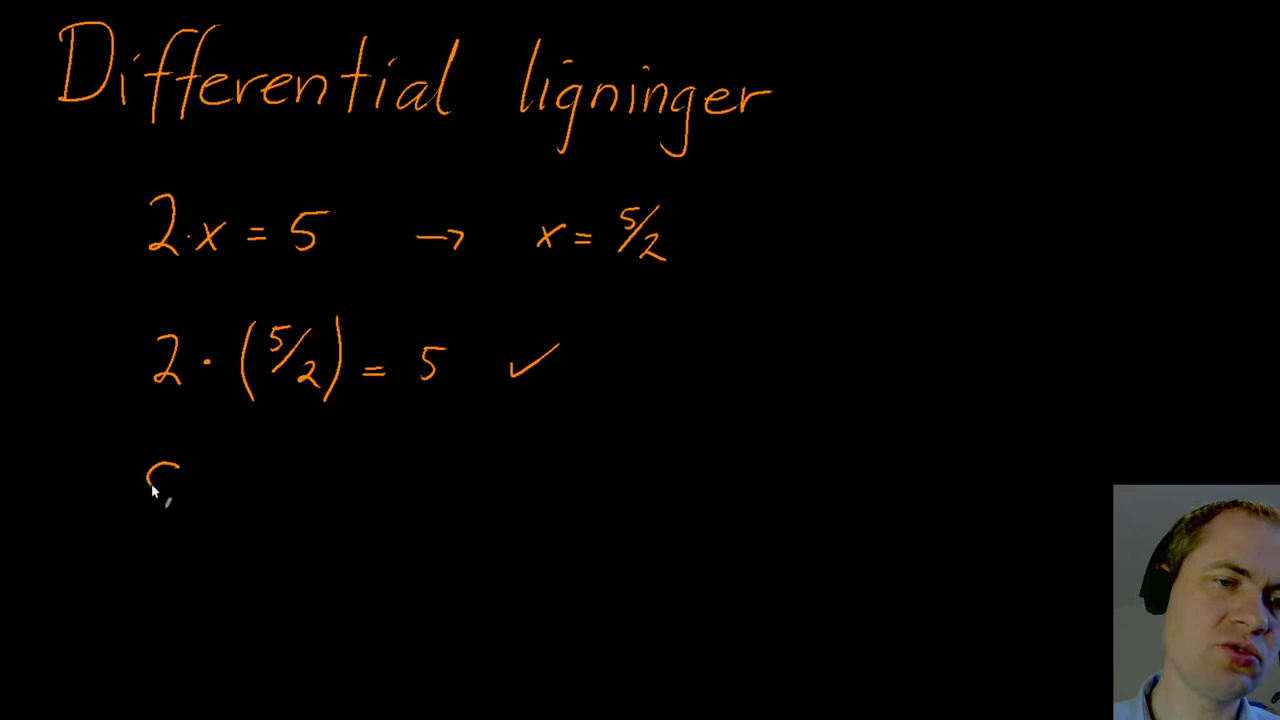 Differential ligninger
2·x = 5 → x = 5/2
2 · (5/2) = 5 ✓